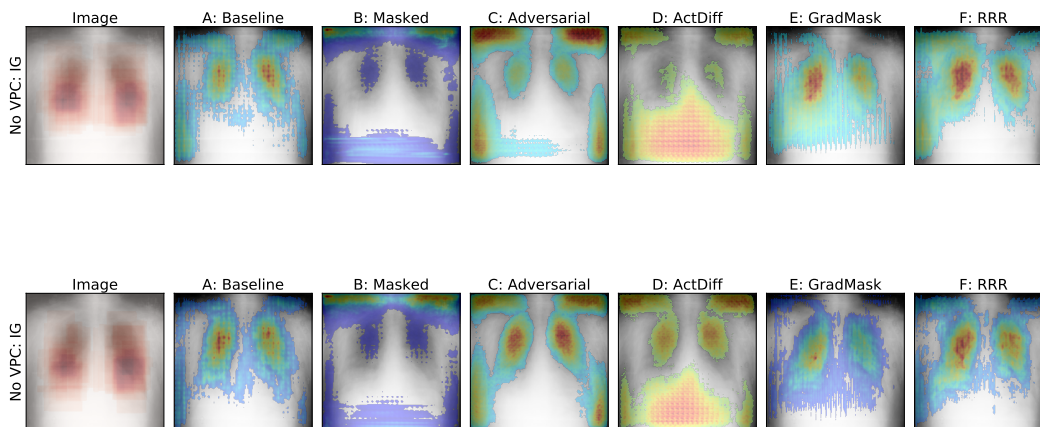 Image A: Baseline B: Masked C: Adversarial D: ActDiff E: GradMask F: RRR
No VPC: IG
Image A: Baseline B: Masked C: Adversarial D: ActDiff E: GradMask F: RRR
No VPC: IG